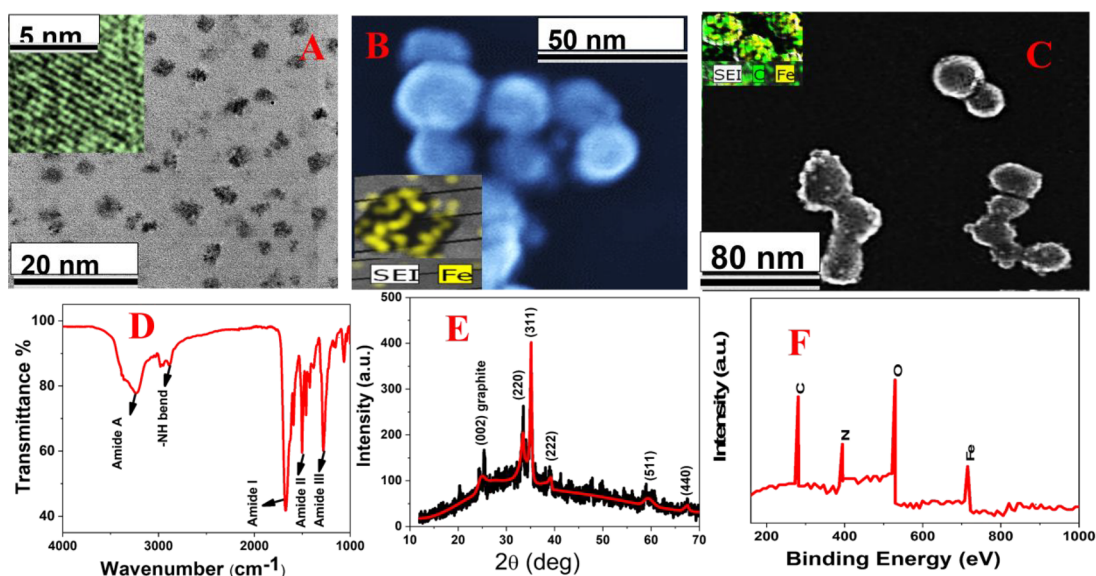 5 nm
A
20 nm
B
50 nm
SEI Fe
C
SEI C Fe
80 nm
D
Transmittance %
100
80
60
40
Amide A
-NH bend
Amide I
Amide II
Amide III
4000 3000 2000 1000
Wavenumber (cm-1)
E
Intensity (a.u.)
500
400
300
200
100
0
(002) graphite
(220)
(311)
(222)
(511)
(440)
10 20 30 40 50 60 70
2θ (deg)
F
Intensity (a.u.)
C
N
O
Fe
200 400 600 800 1000
Binding Energy (eV)